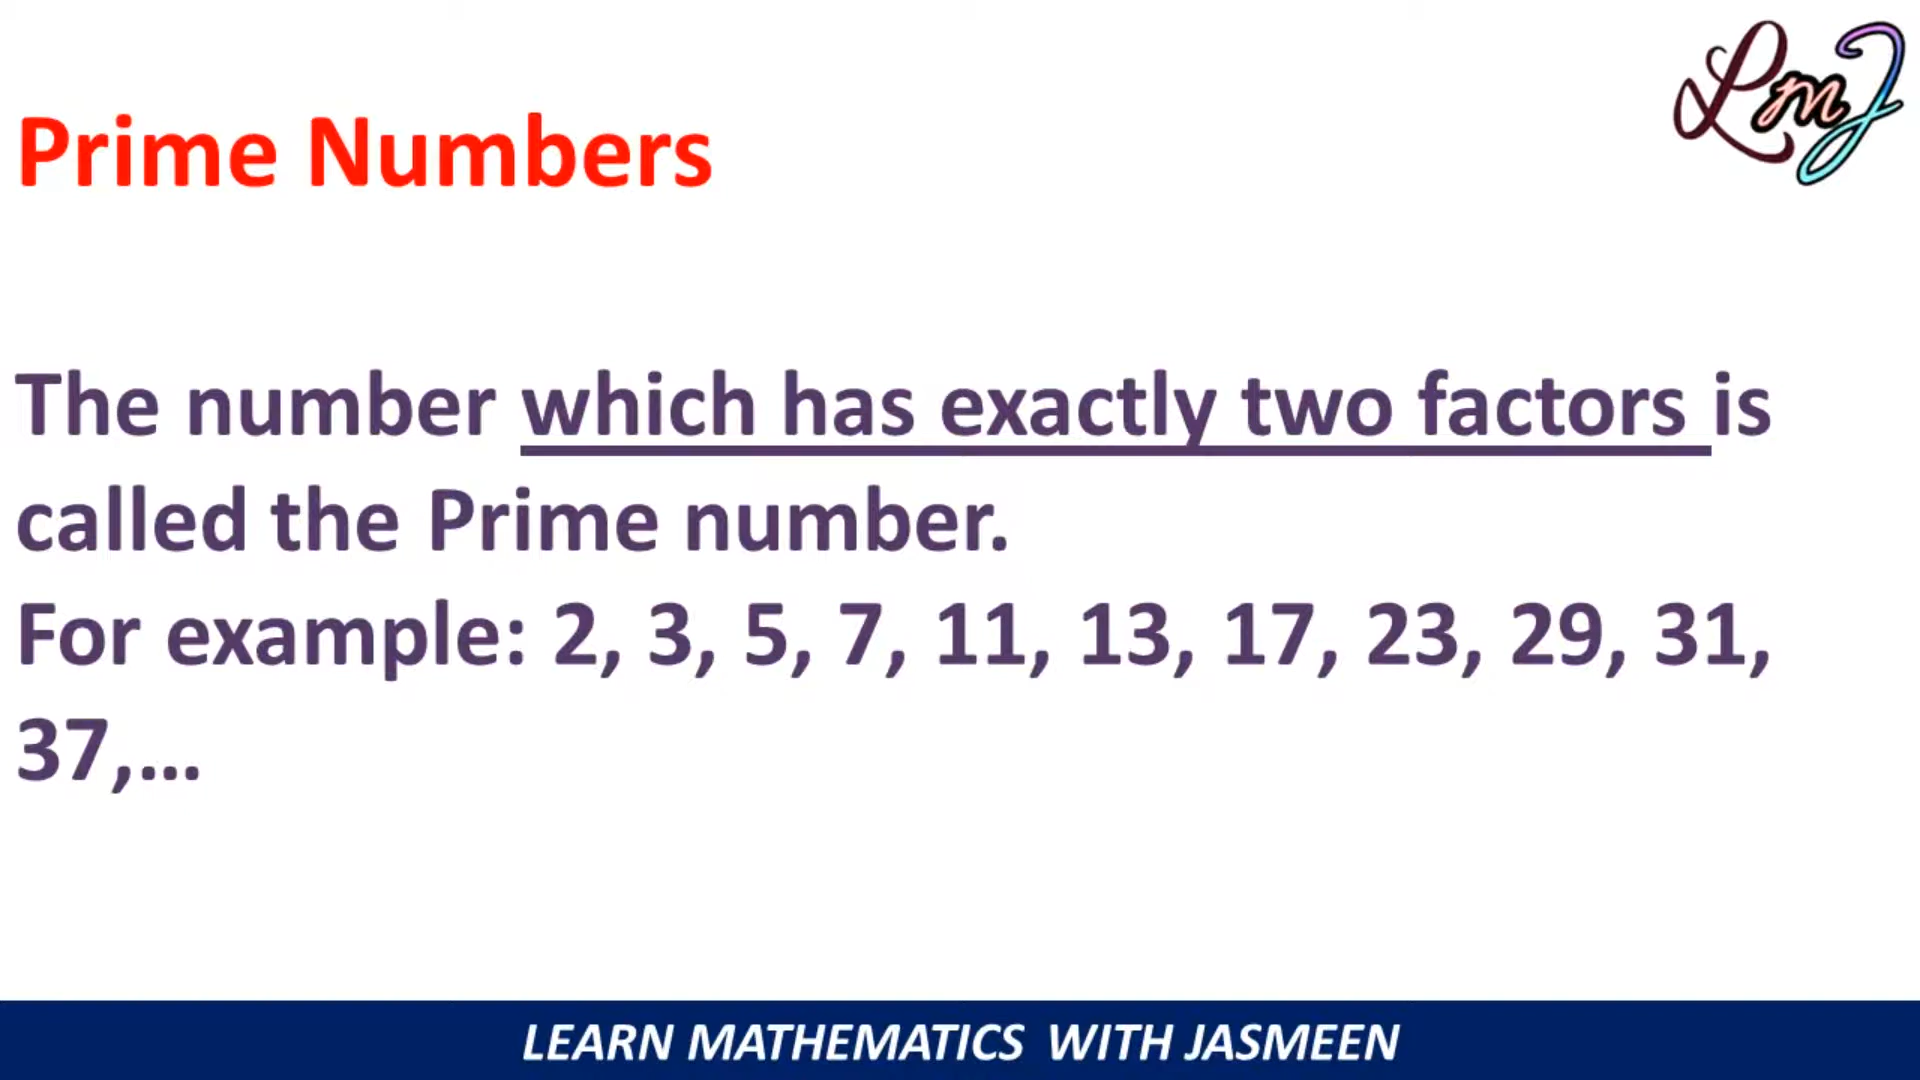 LmJ
Prime Numbers
The number which has exactly two factors is
called the Prime number.
For example: 2, 3, 5, 7, 11, 13, 17, 23, 29, 31,
37,...
LEARN MATHEMATICS WITH JASMEEN